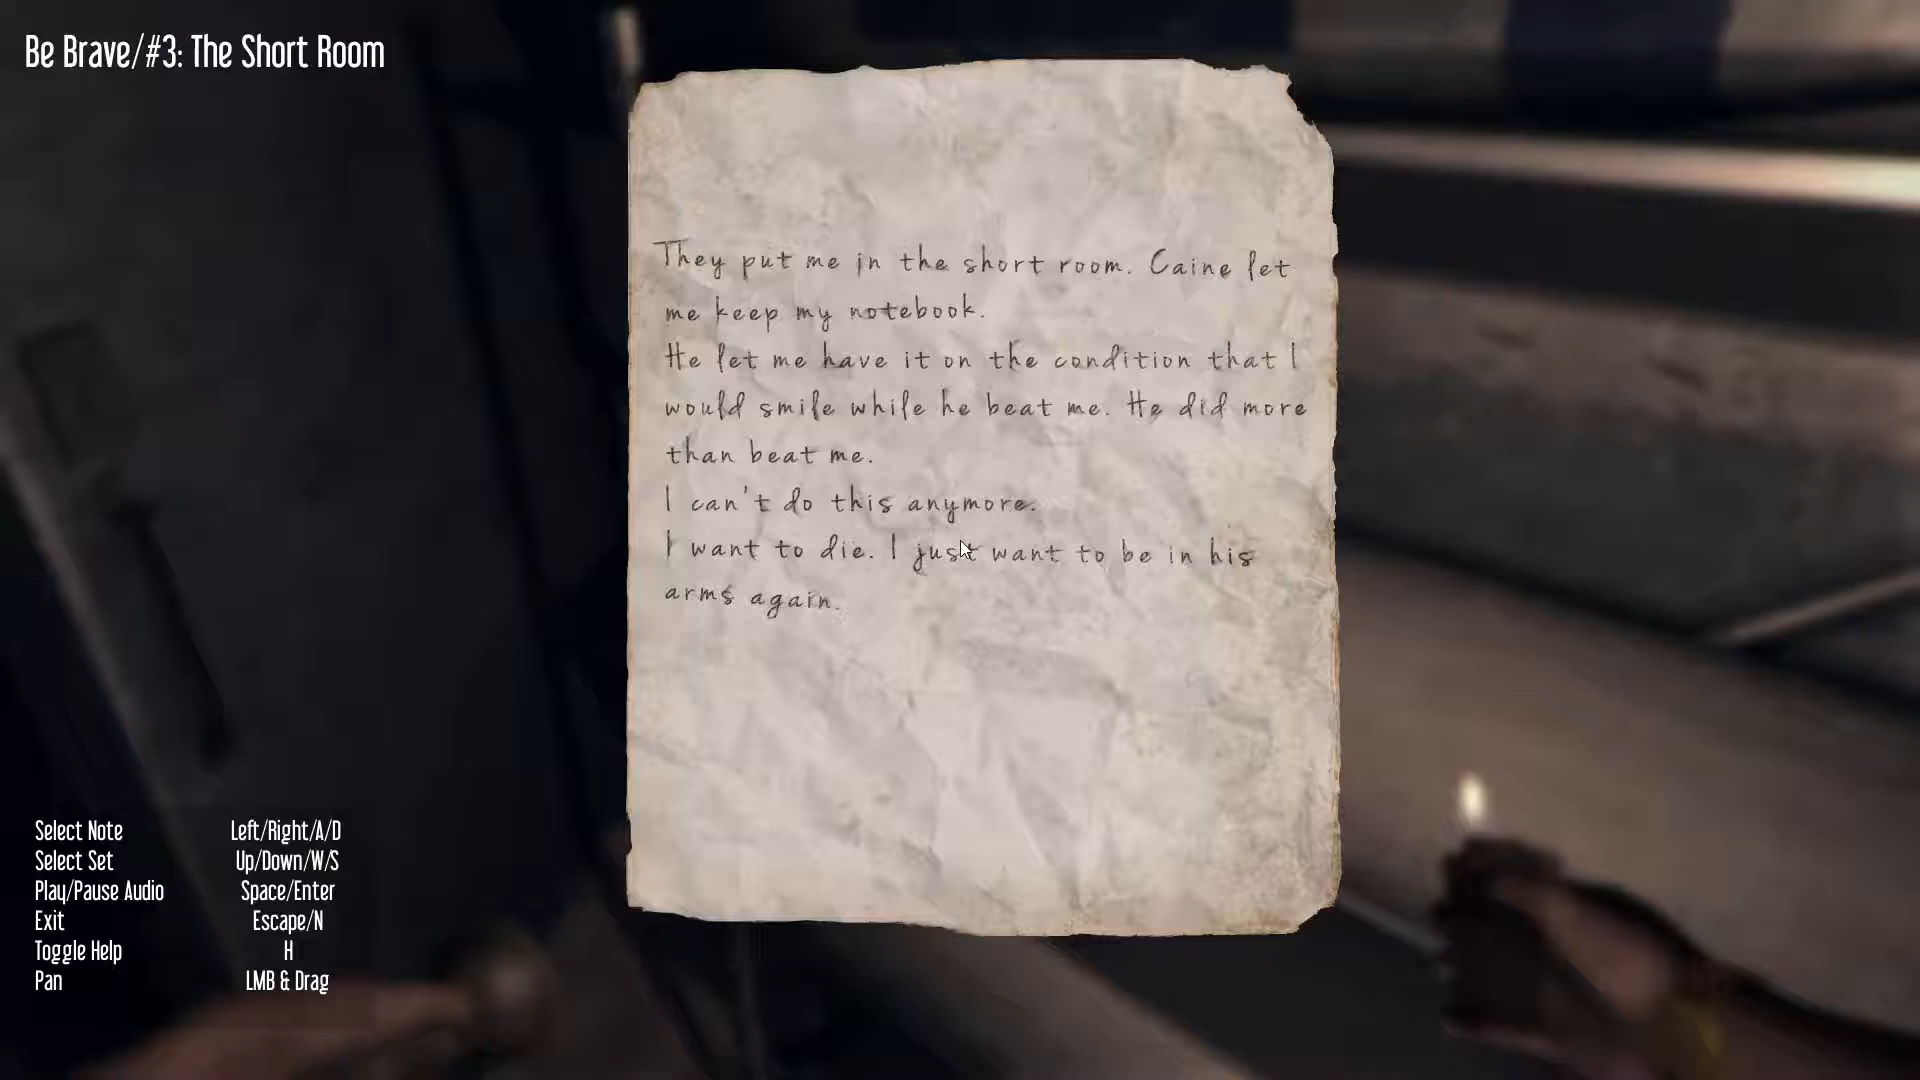 Be Brave/#3: The Short Room
They put me in the short room. Caine let
me keep my notebook.
He let me have it on the condition that I
would smile while he beat me. He did more
than beat me.
I can't do this anymore.
I want to die. I just want to be in his
arms again.
Select Note Left/Right/A/D
Select Set Up/Down/W/S
Play/Pause Audio Space/Enter
Exit Escape/N
Toggle Help H
Pan LMB & Drag